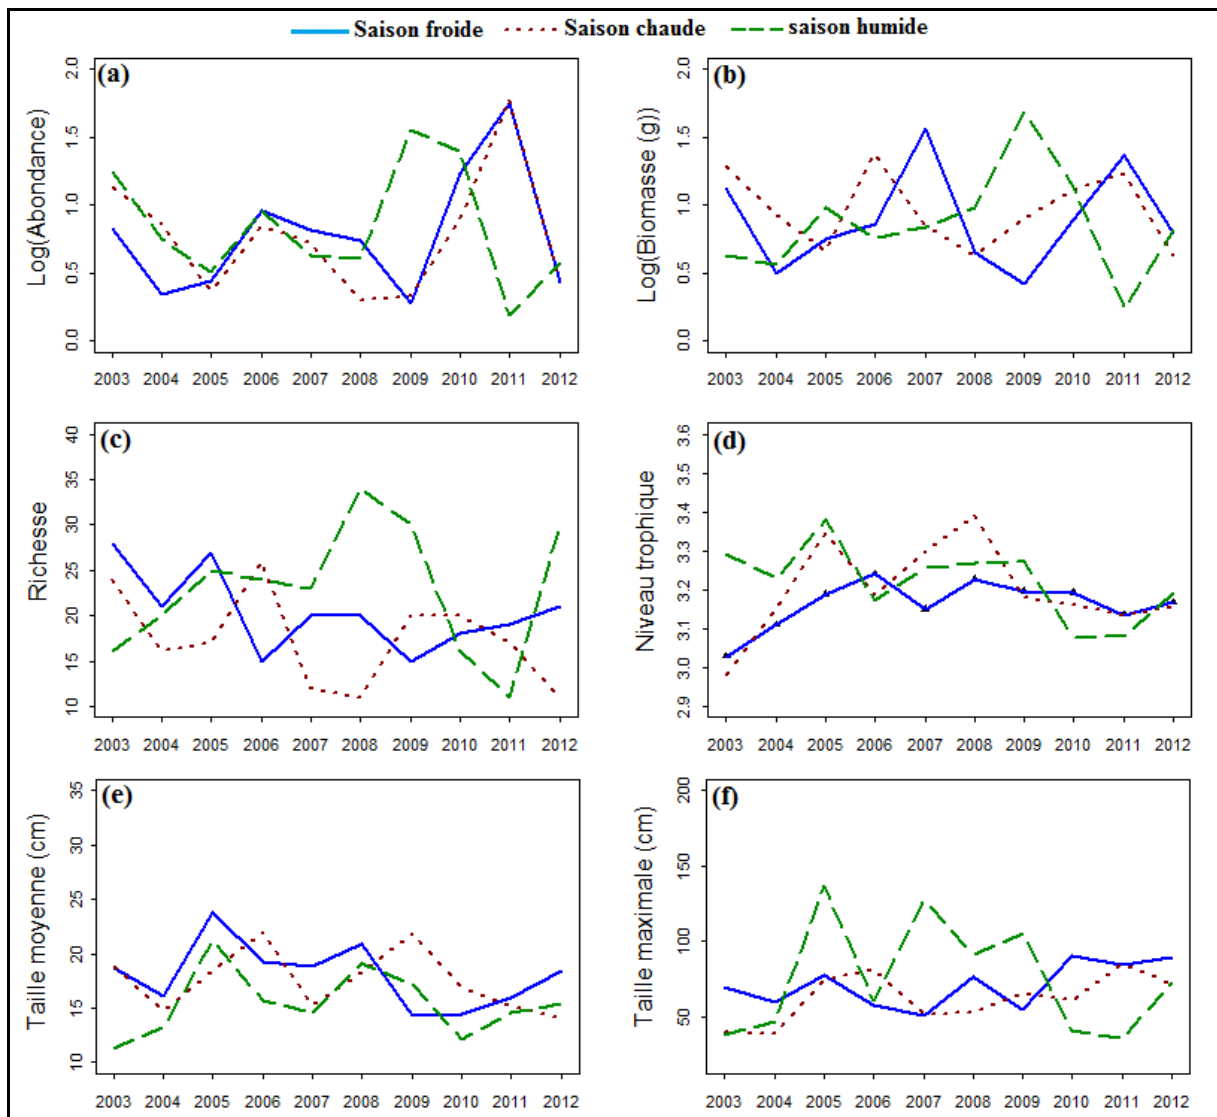 Saison froide Saison chaude saison humide
(a)
Log(Abondance)
2.0
1.5
1.0
0.5
0.0
2003 2004 2005 2006 2007 2008 2009 2010 2011 2012
(b)
Log(Biomasse (g))
2.0
1.5
1.0
0.5
0.0
2003 2004 2005 2006 2007 2008 2009 2010 2011 2012
(c)
Richesse
40
35
30
25
20
15
10
2003 2004 2005 2006 2007 2008 2009 2010 2011 2012
(d)
Niveau trophique
3.6
3.5
3.4
3.3
3.2
3.1
3.0
2.9
2003 2004 2005 2006 2007 2008 2009 2010 2011 2012
(e)
Taille moyenne (cm)
35
30
25
20
15
10
2003 2004 2005 2006 2007 2008 2009 2010 2011 2012
(f)
Taille maximale (cm)
200
150
100
50
2003 2004 2005 2006 2007 2008 2009 2010 2011 2012